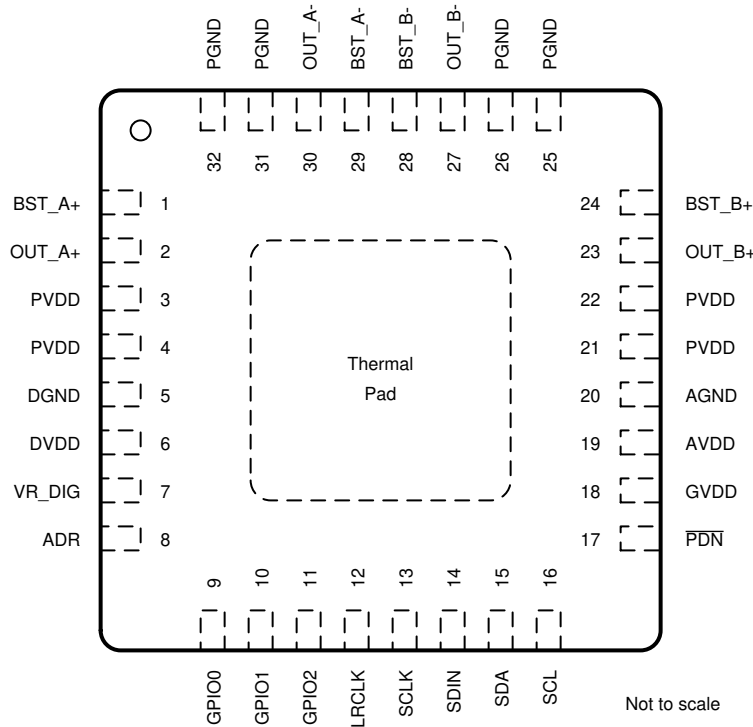 PGND
PGND
OUT_A-
BST_A-
BST_B-
OUT_B-
PGND
PGND
32
31
30
29
28
27
26
25
BST_A+ 1
OUT_A+ 2
PVDD 3
PVDD 4
DGND 5
DVDD 6
VR_DIG 7
ADR 8
Thermal
Pad
24 BST_B+
23 OUT_B+
22 PVDD
21 PVDD
20 AGND
19 AVDD
18 GVDD
17 PDN
9
10
11
12
13
14
15
16
GPIO0
GPIO1
GPIO2
LRCLK
SCLK
SDIN
SDA
SCL
Not to scale